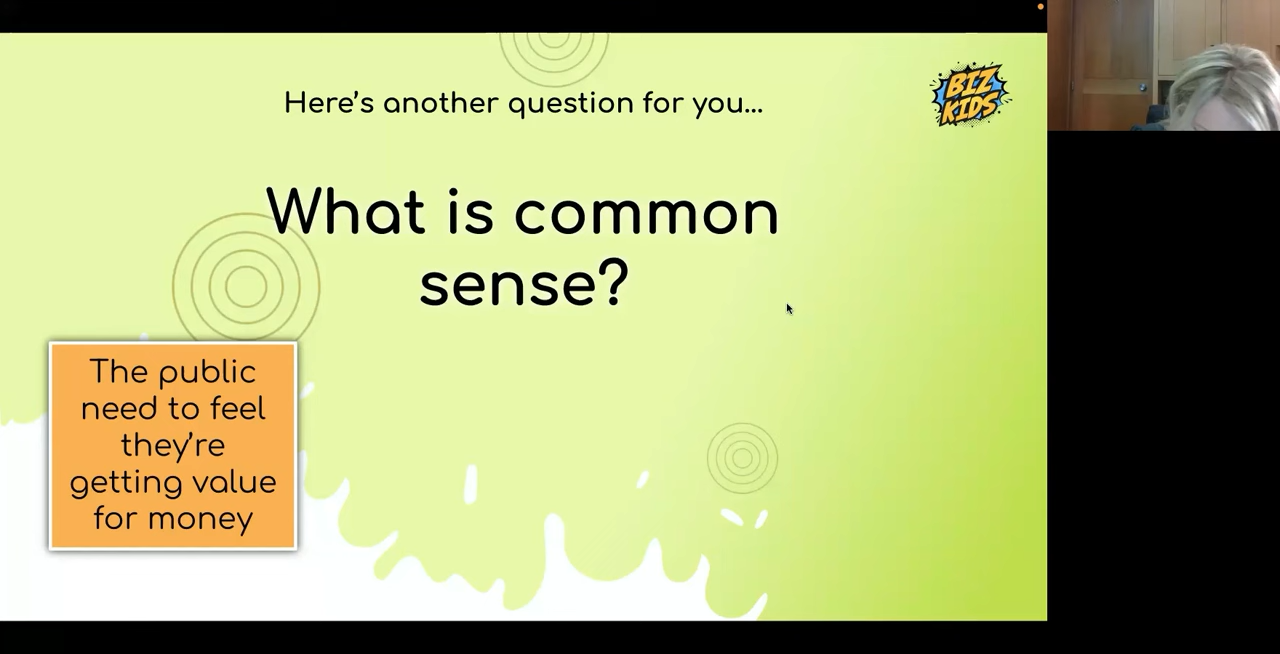 Here's another question for you...
BIZ
KIDS
What is common
sense?
The public
need to feel
they're
getting value
for money